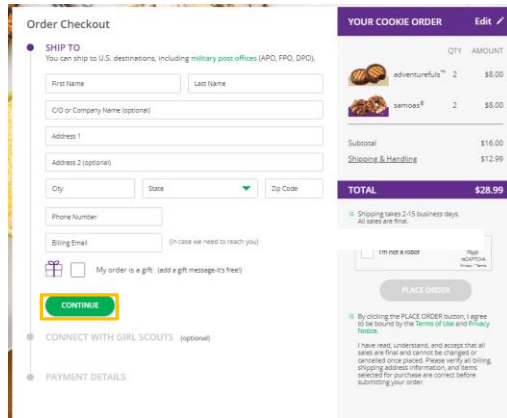 Order Checkout
SHIP TO
You can ship to U.S. destinations, including military post offices (APO, FPO, DPO).
First Name
Last Name
C/O or Company Name (optional)
Address 1
Address 2 (optional)
City
State
Zip Code
Phone Number
Billing Email
(in case we need to reach you)
My order is a gift (add a gift message-it's free!)
CONTINUE
CONNECT WITH GIRL SCOUTS (optional)
PAYMENT DETAILS
YOUR COOKIE ORDER Edit
QTY AMOUNT
adventurefuls™ 2 $8.00
samoas® 2 $8.00
Subtotal $16.00
Shipping & Handling $12.99
TOTAL $28.99
Shipping takes 2-15 business days.
All sales are final.
I'm not a robot
reCAPTCHA
Privacy - Terms
PLACE ORDER
By clicking the PLACE ORDER button, I agree
to be bound by the Terms of Use and Privacy
Notice.
I have read, understand, and accept that all
sales are final and cannot be changed or
cancelled once placed. Please verify all billing,
shipping address information, and items
selected for purchase are correct before
submitting your order.